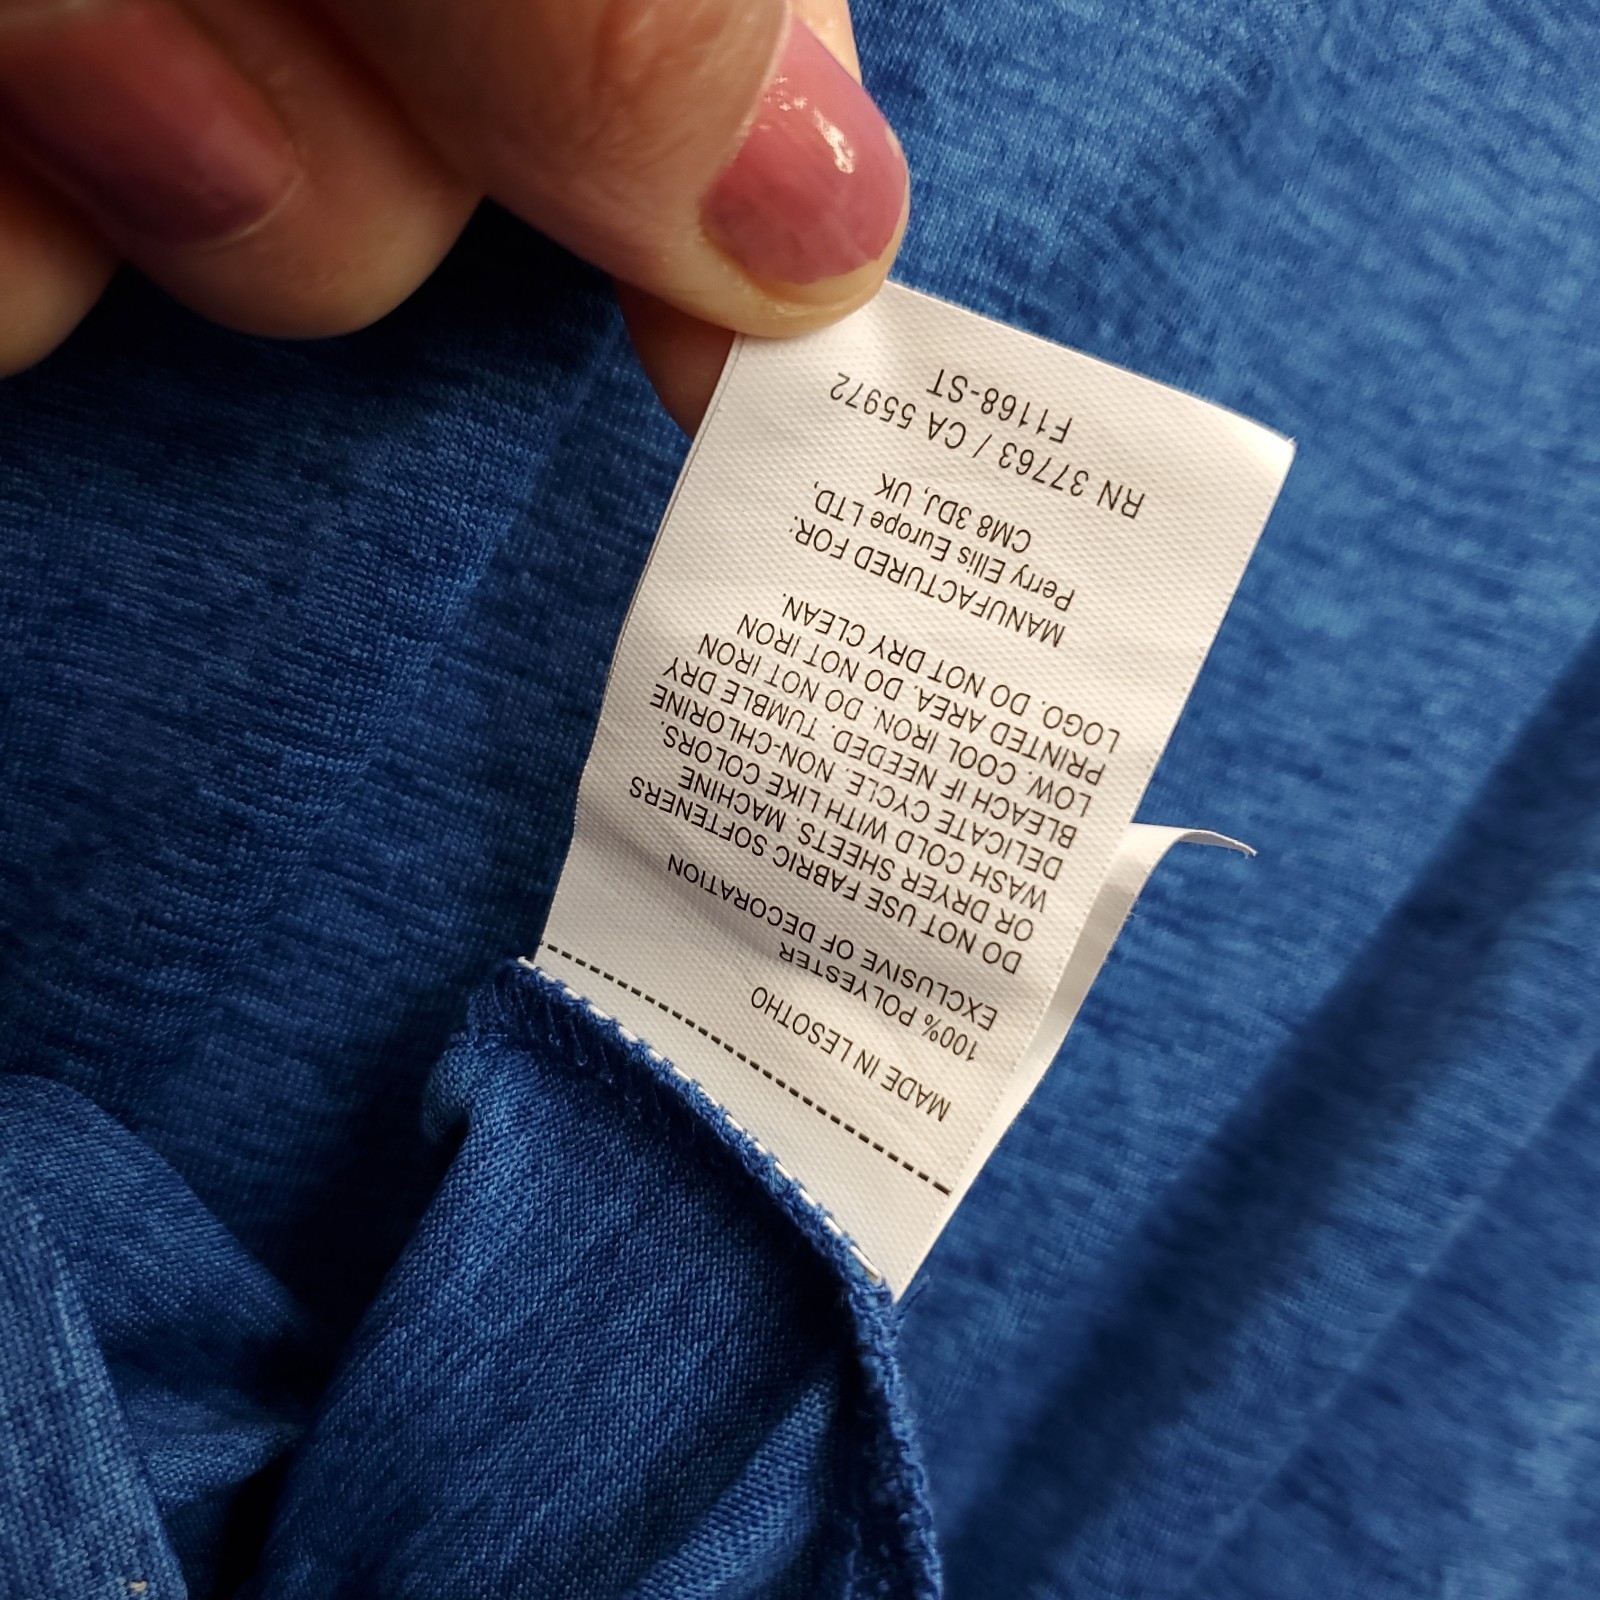 MADE IN LESOTHO
100% POLYESTER
EXCLUSIVE OF DECORATION
DO NOT USE FABRIC SOFTENERS
OR DRYER SHEETS. MACHINE
WASH COLD WITH LIKE COLORS.
DELICATE CYCLE. NON-CHLORINE
BLEACH IF NEEDED. TUMBLE DRY
LOW. COOL IRON. DO NOT IRON
PRINTED AREA. DO NOT IRON
LOGO. DO NOT DRY CLEAN.
MANUFACTURED FOR:
Perry Ellis Europe LTD,
CM8 3DJ, UK
RN 37763 / CA 55972
F1168-ST